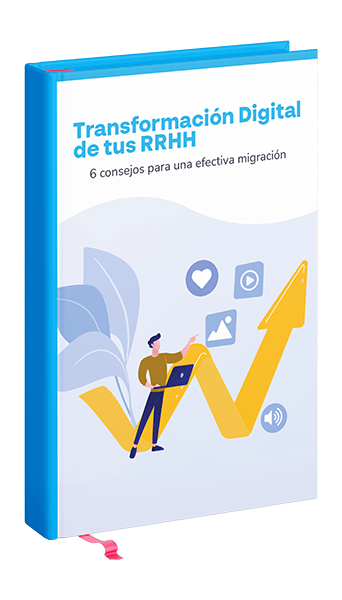 Transformación Digital
de tus RRHH
6 consejos para una efectiva migración